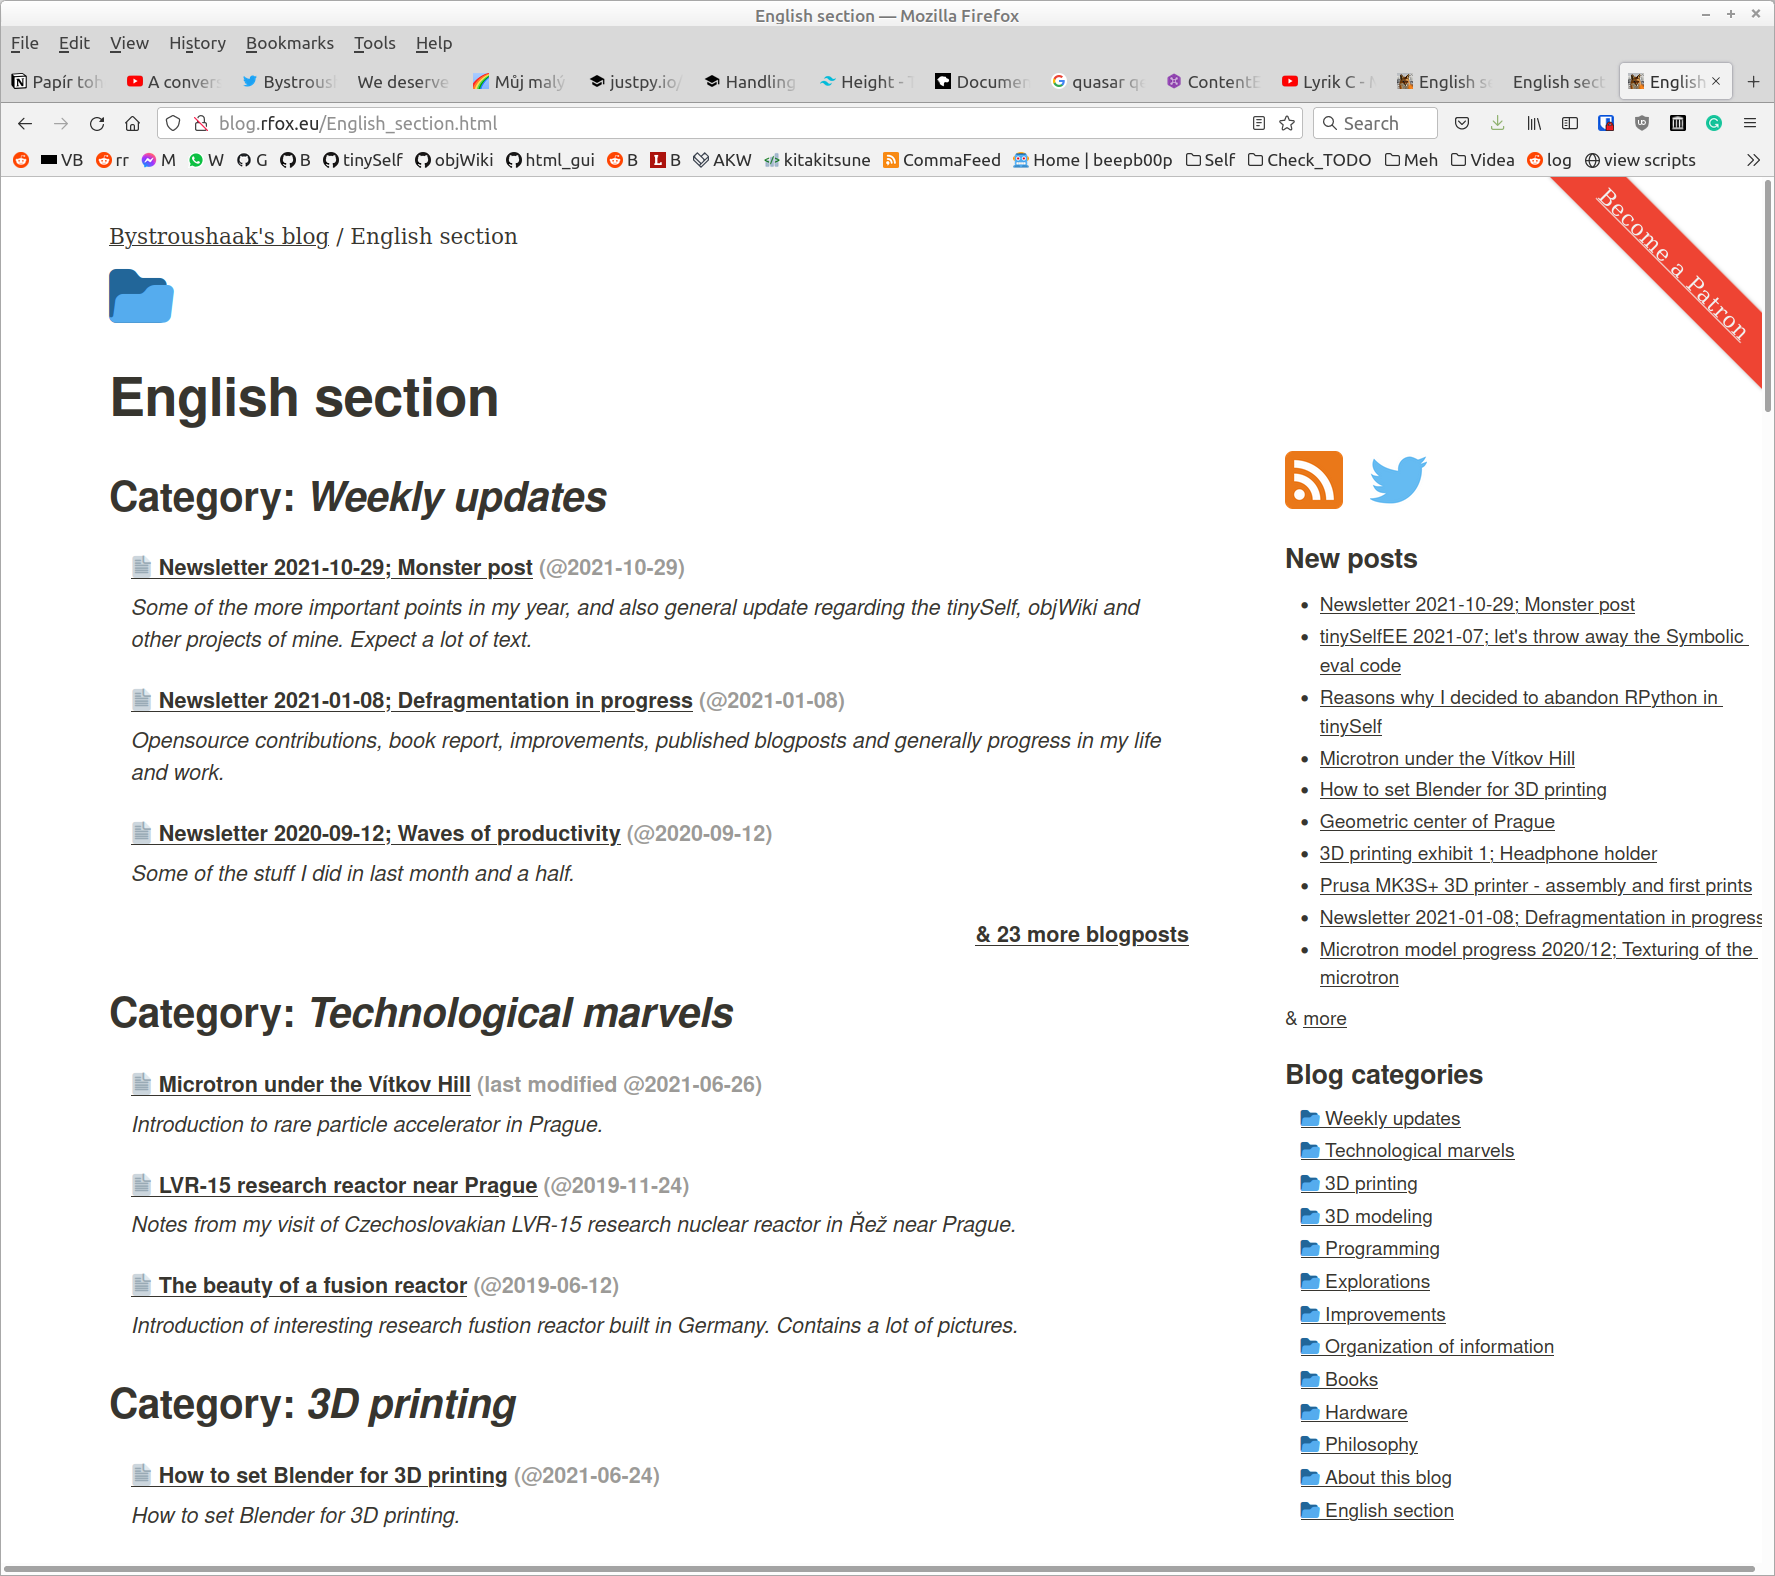 English section — Mozilla Firefox
File Edit View History Bookmarks Tools Help
Papír toh A convers Bystrous We deserve Můj malý justpy.io/ Handling Height - T Documen quasar qe ContentE Lyrik C - M English se English sect English
blog.rfox.eu/English_section.html Search
VB rr M W G B tinySelf objWiki html_gui B B AKW kitakitsune CommaFeed Home | beepb00p Self Check_TODO Meh Videa log view scripts
Become a Patron
Bystroushaak's blog / English section
English section
Category: Weekly updates
Newsletter 2021-10-29; Monster post (@2021-10-29)
Some of the more important points in my year, and also general update regarding the tinySelf, objWiki and
other projects of mine. Expect a lot of text.
Newsletter 2021-01-08; Defragmentation in progress (@2021-01-08)
Opensource contributions, book report, improvements, published blogposts and generally progress in my life
and work.
Newsletter 2020-09-12; Waves of productivity (@2020-09-12)
Some of the stuff I did in last month and a half.
& 23 more blogposts
Category: Technological marvels
Microtron under the Vítkov Hill (last modified @2021-06-26)
Introduction to rare particle accelerator in Prague.
LVR-15 research reactor near Prague (@2019-11-24)
Notes from my visit of Czechoslovakian LVR-15 research nuclear reactor in Řež near Prague.
The beauty of a fusion reactor (@2019-06-12)
Introduction of interesting research fustion reactor built in Germany. Contains a lot of pictures.
Category: 3D printing
How to set Blender for 3D printing (@2021-06-24)
How to set Blender for 3D printing.
New posts
Newsletter 2021-10-29; Monster post
tinySelfEE 2021-07; let's throw away the Symbolic
eval code
Reasons why I decided to abandon RPython in
tinySelf
Microtron under the Vítkov Hill
How to set Blender for 3D printing
Geometric center of Prague
3D printing exhibit 1; Headphone holder
Prusa MK3S+ 3D printer - assembly and first prints
Newsletter 2021-01-08; Defragmentation in progress
Microtron model progress 2020/12; Texturing of the
microtron
& more
Blog categories
Weekly updates
Technological marvels
3D printing
3D modeling
Programming
Explorations
Improvements
Organization of information
Books
Hardware
Philosophy
About this blog
English section